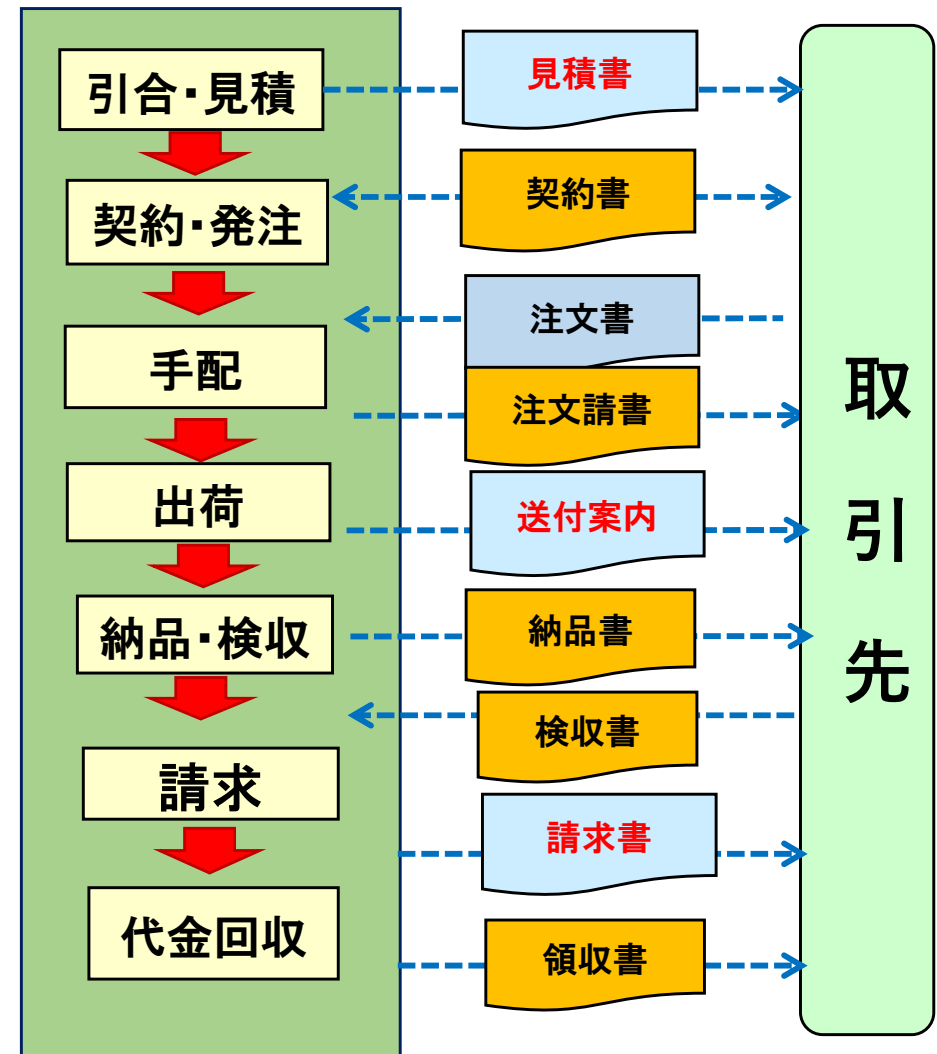 引合・見積
見積書
契約書
契約・発注
注文書
手配
注文請書
出荷
送付案内
納品・検収
納品書
検収書
請求
請求書
代金回収
領収書
取引先